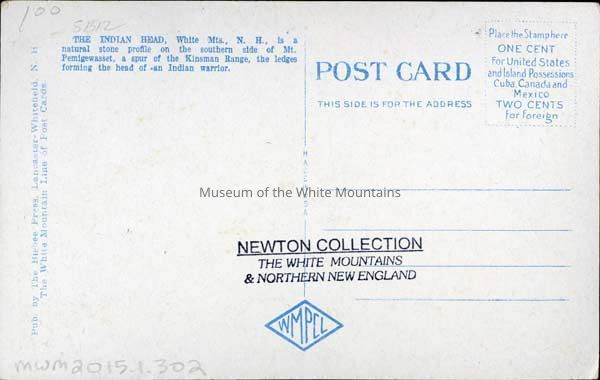 100
S1512
THE INDIAN HEAD, White Mts., N. H., is a
natural stone profile on the southern side of Mt.
Pemigewasset, a spur of the Kinsman Range, the ledges
forming the head of an Indian warrior.
POST CARD
THIS SIDE IS FOR THE ADDRESS
Place the Stamp here
ONE CENT
for United States
and Island Possessions
Cuba, Canada and
Mexico
TWO CENTS
for Foreign
Pub. by The Bisbee Press, Lancaster-Whitefield, N. H.
The White Mountain Line of Post Cards
Museum of the White Mountains
NEWTON COLLECTION
THE WHITE MOUNTAINS
& NORTHERN NEW ENGLAND
WMPCL
mwm2015.1.302